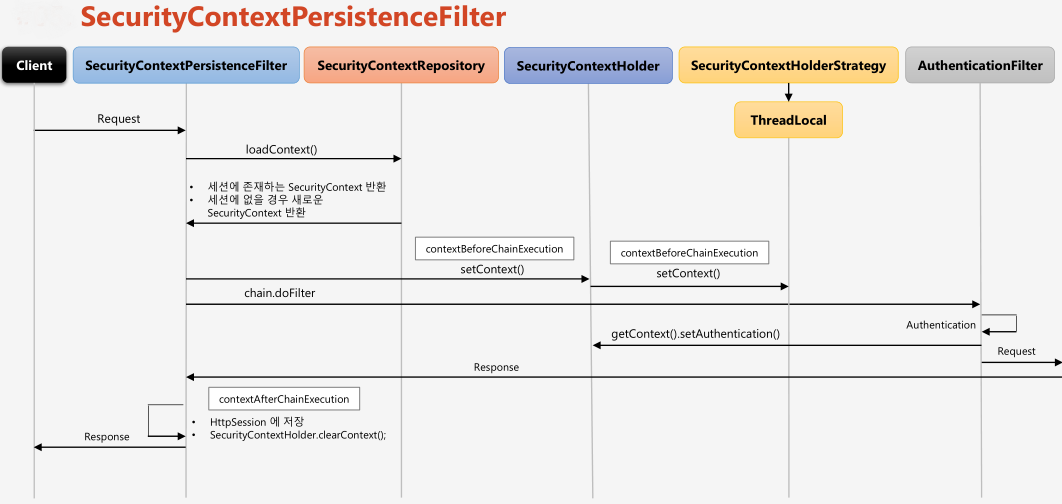 SecurityContextPersistenceFilter
Client
SecurityContextPersistenceFilter
SecurityContextRepository
SecurityContextHolder
SecurityContextHolderStrategy
AuthenticationFilter
ThreadLocal
Request
loadContext()
• 세션에 존재하는 SecurityContext 반환
• 세션에 없을 경우 새로운
SecurityContext 반환
contextBeforeChainExecution
setContext()
contextBeforeChainExecution
setContext()
chain.doFilter
Authentication
getContext().setAuthentication()
Request
Response
contextAfterChainExecution
• HttpSession 에 저장
• SecurityContextHolder.clearContext();
Response